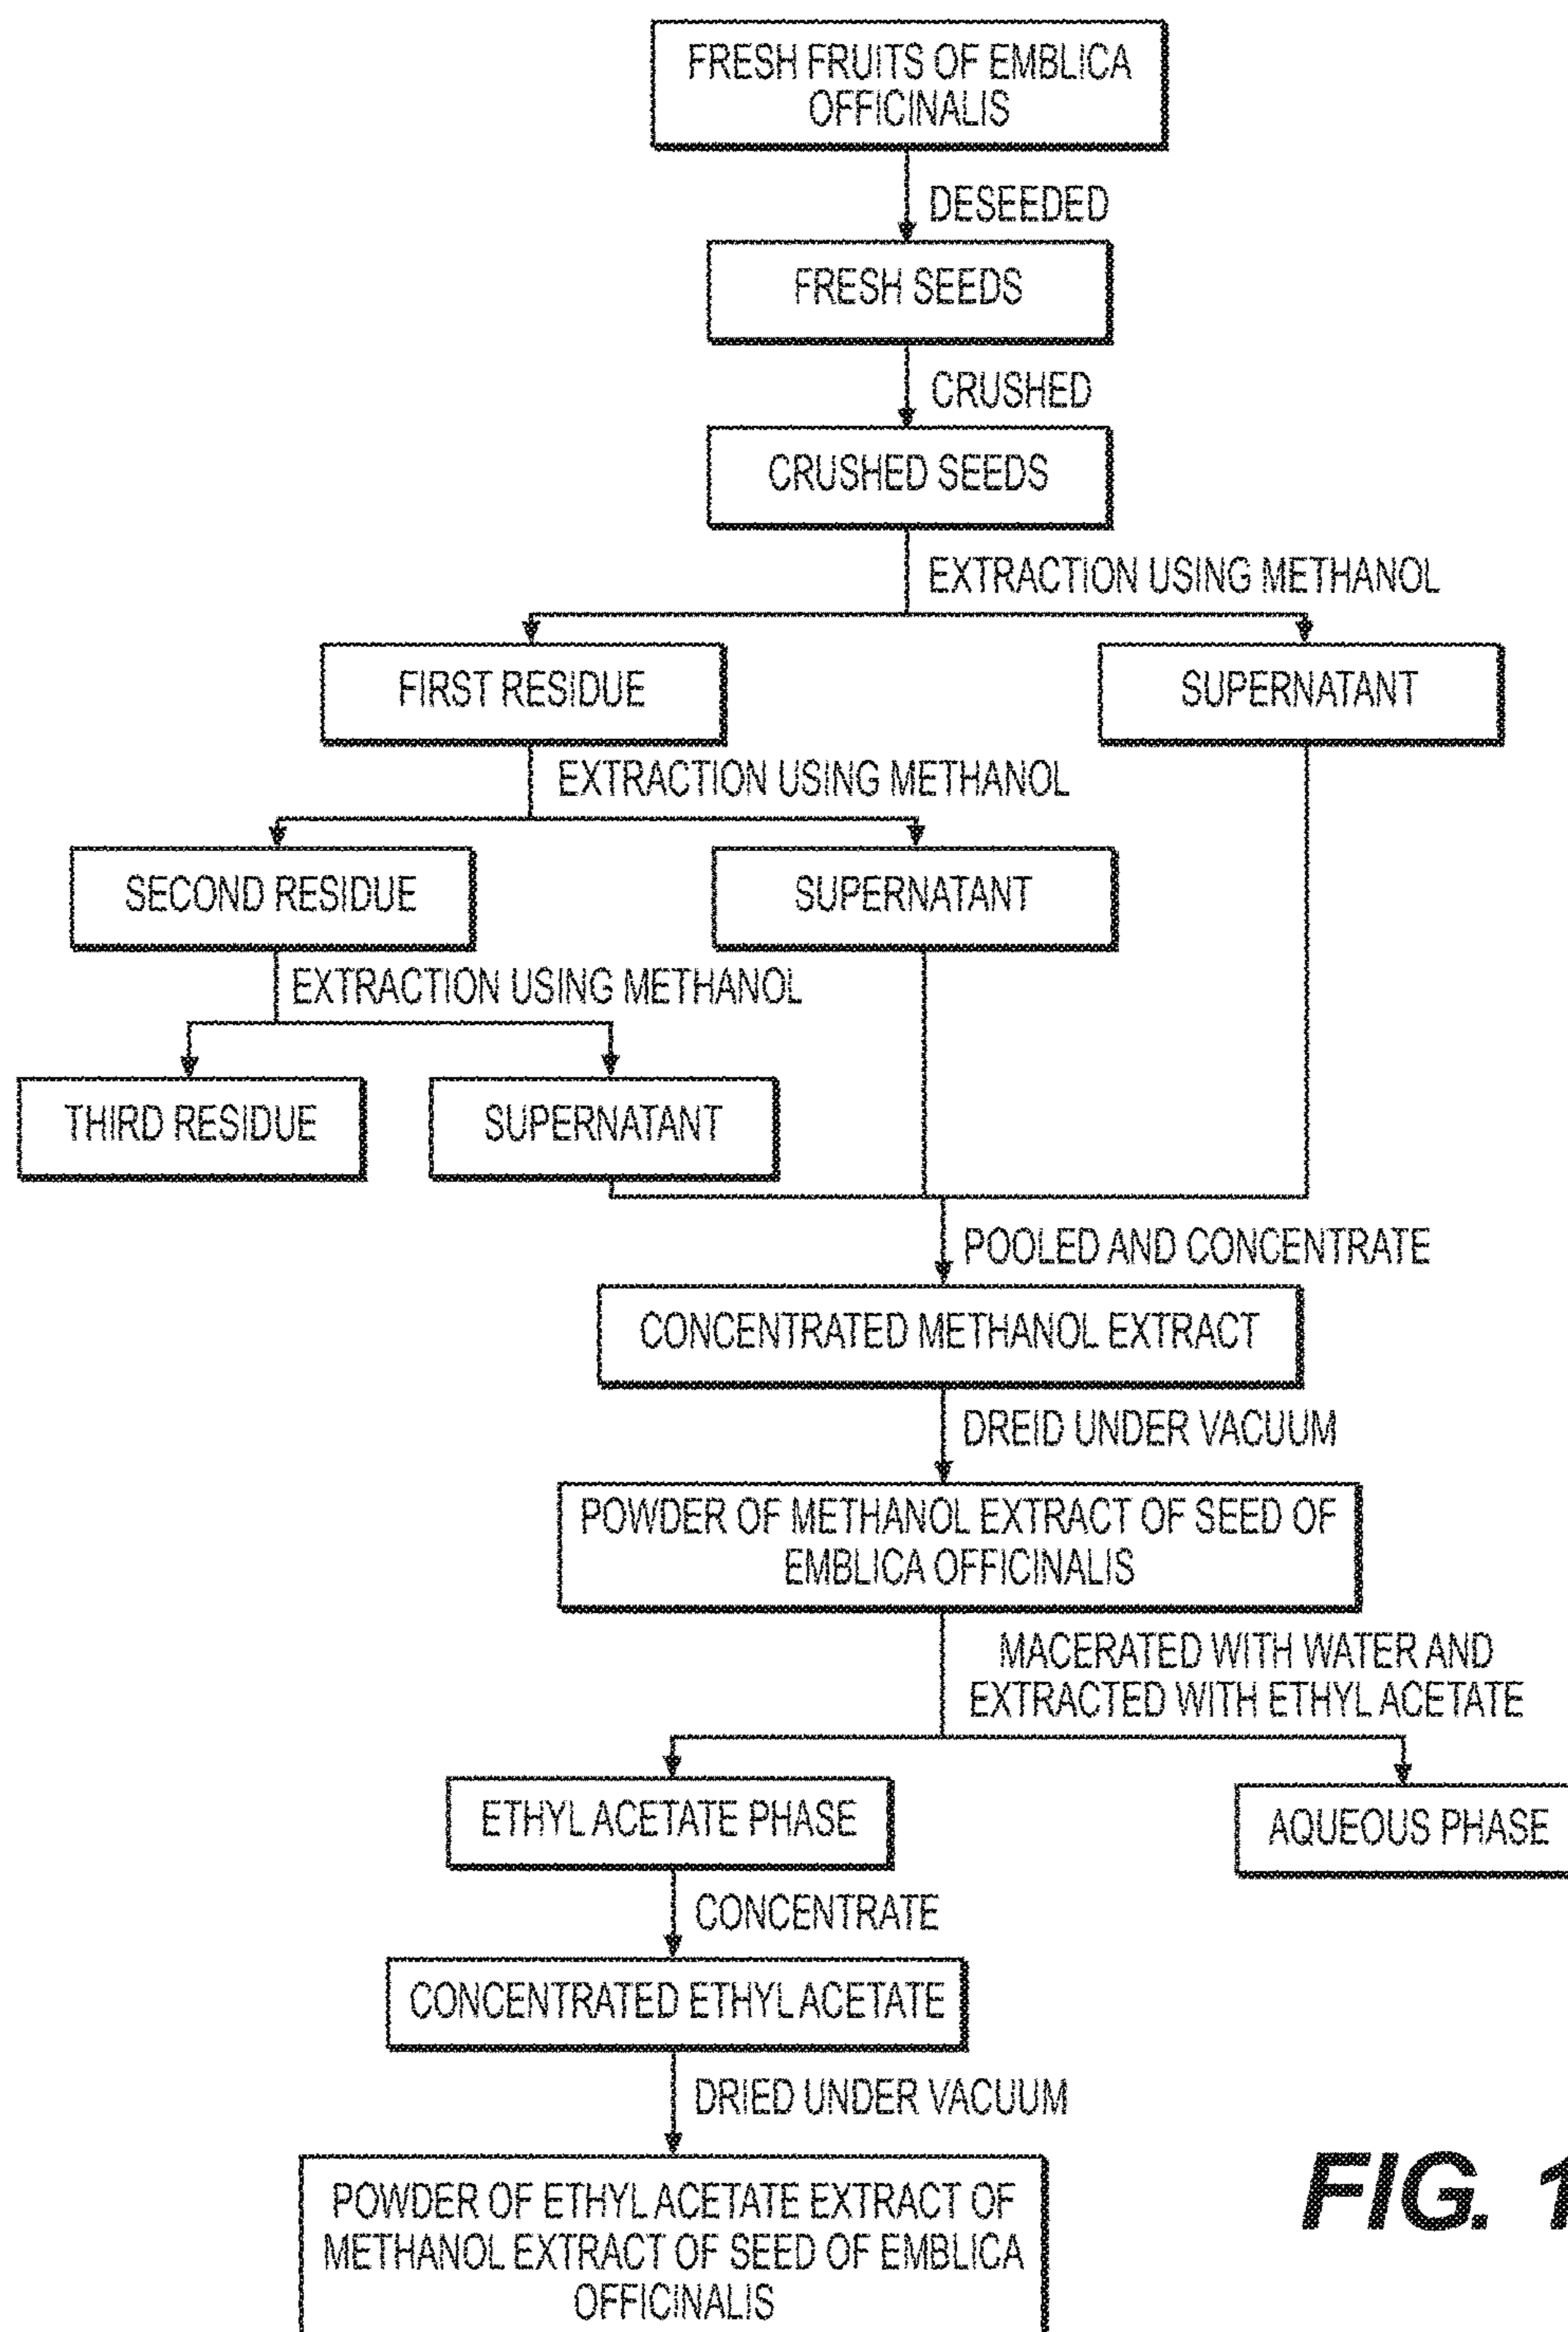 FRESH FRUITS OF EMBLICA
OFFICINALIS
DESEEDED
FRESH SEEDS
CRUSHED
CRUSHED SEEDS
EXTRACTION USING METHANOL
FIRST RESIDUE
SUPERNATANT
EXTRACTION USING METHANOL
SECOND RESIDUE
SUPERNATANT
EXTRACTION USING METHANOL
THIRD RESIDUE
SUPERNATANT
POOLED AND CONCENTRATE
CONCENTRATED METHANOL EXTRACT
DREID UNDER VACUUM
POWDER OF METHANOL EXTRACT OF SEED OF
EMBLICA OFFICINALIS
MACERATED WITH WATER AND
EXTRACTED WITH ETHYL ACETATE
ETHYL ACETATE PHASE
AQUEOUS PHASE
CONCENTRATE
CONCENTRATED ETHYL ACETATE
DRIED UNDER VACUUM
POWDER OF ETHYL ACETATE EXTRACT OF
METHANOL EXTRACT OF SEED OF EMBLICA
OFFICINALIS
FIG. 1